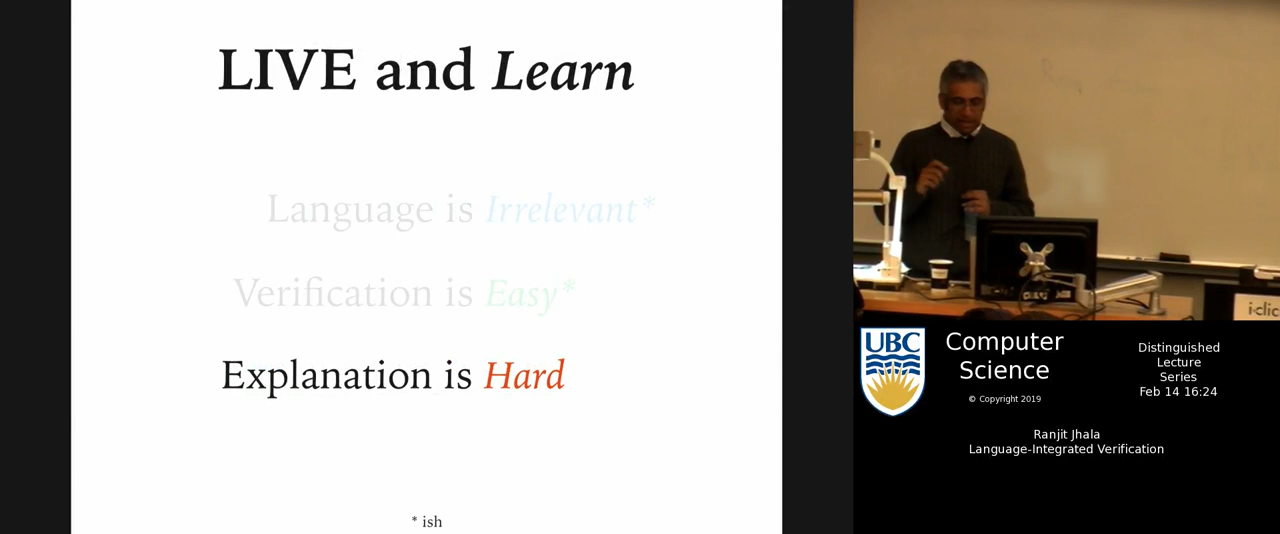 LIVE and Learn
Language is Irrelevant*
Verification is Easy*
Explanation is Hard
* ish
i-clic
UBC
Computer
Science
© Copyright 2019
Distinguished
Lecture
Series
Feb 14 16:24
Ranjit Jhala
Language-Integrated Verification